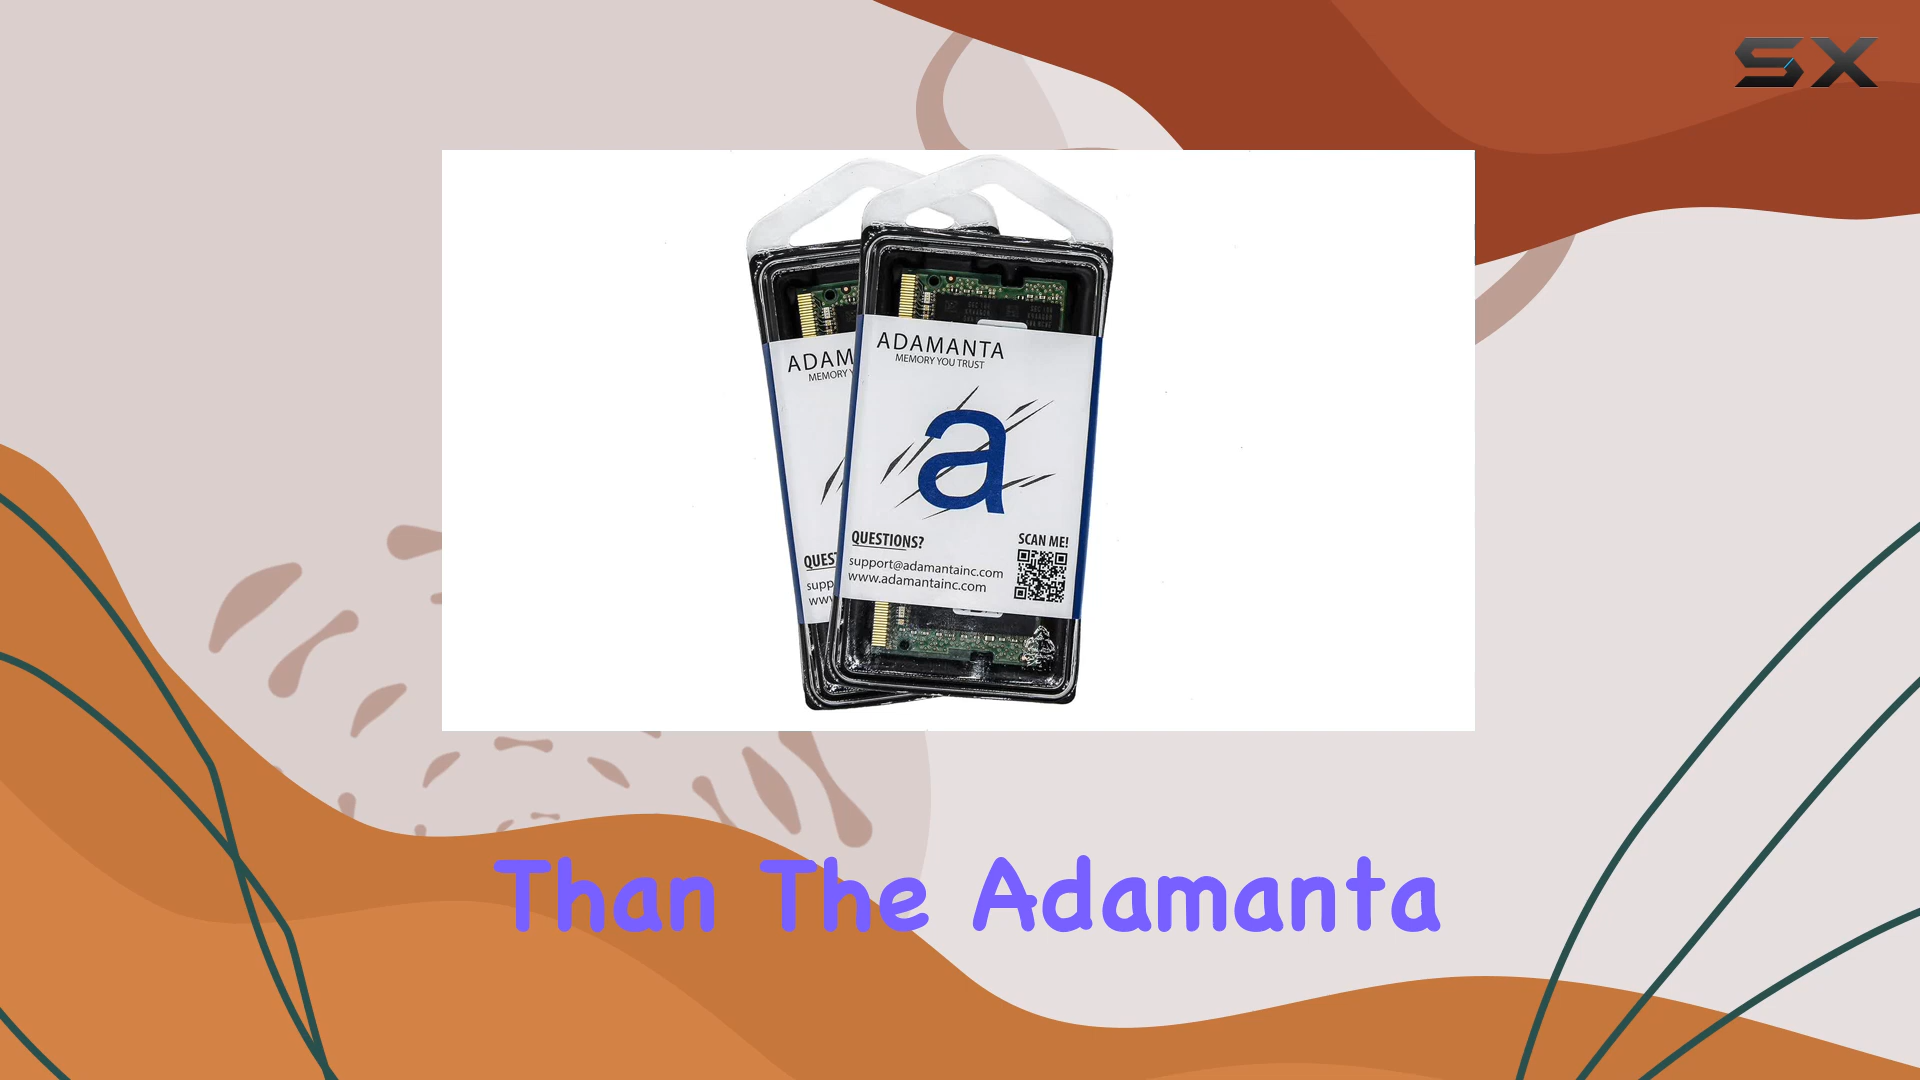 SX
ADAM
MEMORY Y
QUEST
supp
www
ADAMANTA
MEMORY YOU TRUST
a
QUESTIONS?
SCAN ME!
support@adamantainc.com
www.adamantainc.com
Than The Adamanta